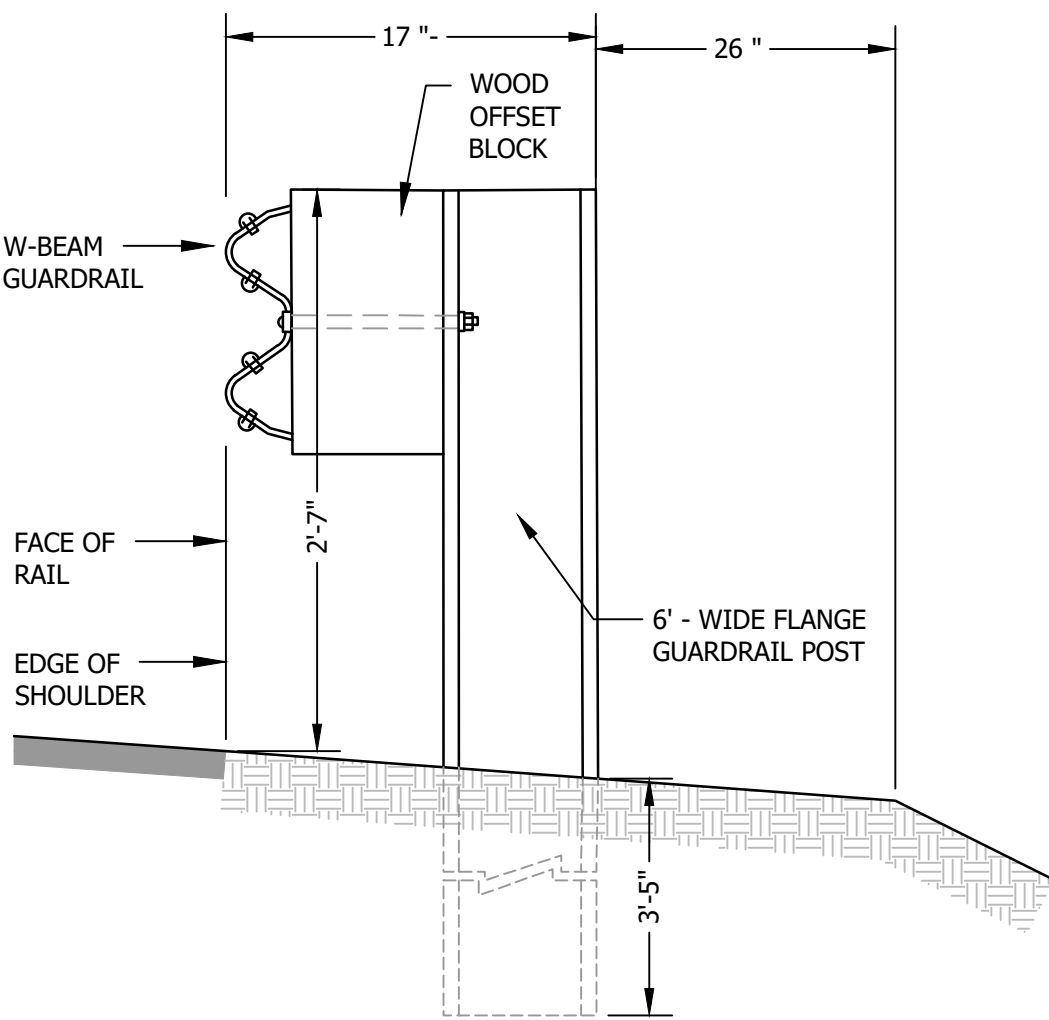 17 "-
26 "
WOOD
OFFSET
BLOCK
W-BEAM
GUARDRAIL
2'-7"
FACE OF
RAIL
6' - WIDE FLANGE
GUARDRAIL POST
EDGE OF
SHOULDER
3'-5"